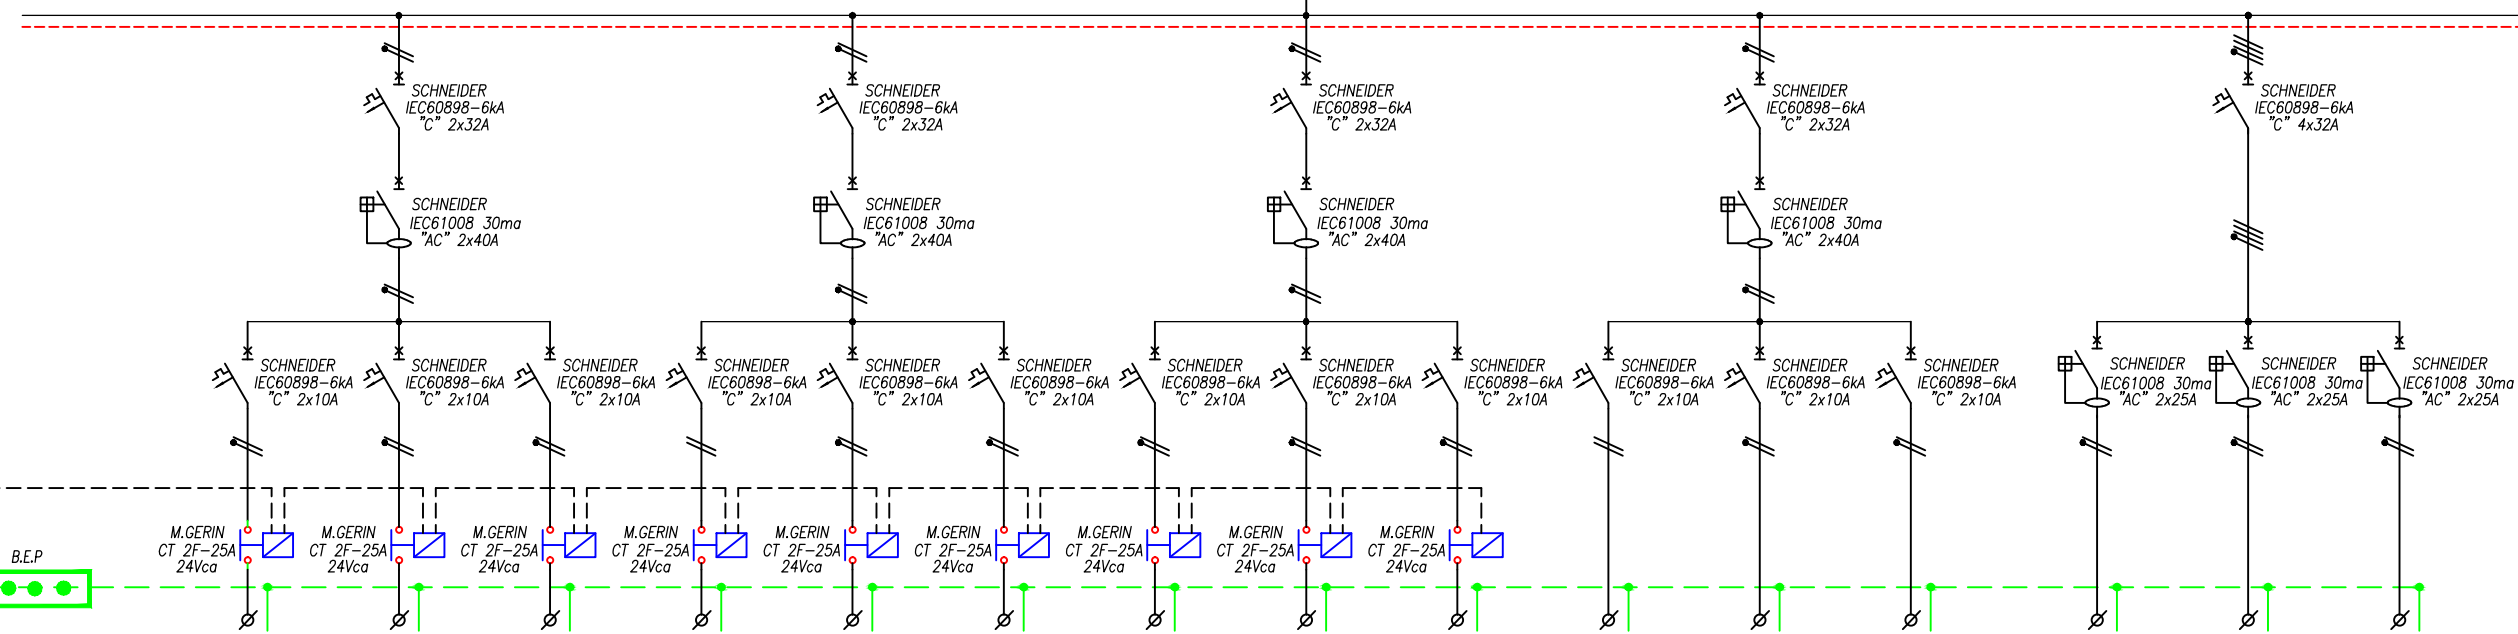 SCHNEIDER
IEC60898-6kA
"C" 2x32A
SCHNEIDER
IEC60898-6kA
"C" 2x32A
SCHNEIDER
IEC60898-6kA
"C" 2x32A
SCHNEIDER
IEC60898-6kA
"C" 2x32A
SCHNEIDER
IEC60898-6kA
"C" 4x32A
SCHNEIDER
IEC61008 30ma
"AC" 2x40A
SCHNEIDER
IEC61008 30ma
"AC" 2x40A
SCHNEIDER
IEC61008 30ma
"AC" 2x40A
SCHNEIDER
IEC61008 30ma
"AC" 2x40A
SCHNEIDER
IEC60898-6kA
"C" 2x10A
SCHNEIDER
IEC60898-6kA
"C" 2x10A
SCHNEIDER
IEC60898-6kA
"C" 2x10A
SCHNEIDER
IEC60898-6kA
"C" 2x10A
SCHNEIDER
IEC60898-6kA
"C" 2x10A
SCHNEIDER
IEC60898-6kA
"C" 2x10A
SCHNEIDER
IEC60898-6kA
"C" 2x10A
SCHNEIDER
IEC60898-6kA
"C" 2x10A
SCHNEIDER
IEC60898-6kA
"C" 2x10A
SCHNEIDER
IEC60898-6kA
"C" 2x10A
SCHNEIDER
IEC60898-6kA
"C" 2x10A
SCHNEIDER
IEC60898-6kA
"C" 2x10A
SCHNEIDER
IEC61008 30ma
"AC" 2x25A
SCHNEIDER
IEC61008 30ma
"AC" 2x25A
SCHNEIDER
IEC61008 30ma
"AC" 2x25A
B.E.P
M.GERIN
CT 2F-25A
24Vca
M.GERIN
CT 2F-25A
24Vca
M.GERIN
CT 2F-25A
24Vca
M.GERIN
CT 2F-25A
24Vca
M.GERIN
CT 2F-25A
24Vca
M.GERIN
CT 2F-25A
24Vca
M.GERIN
CT 2F-25A
24Vca
M.GERIN
CT 2F-25A
24Vca
M.GERIN
CT 2F-25A
24Vca